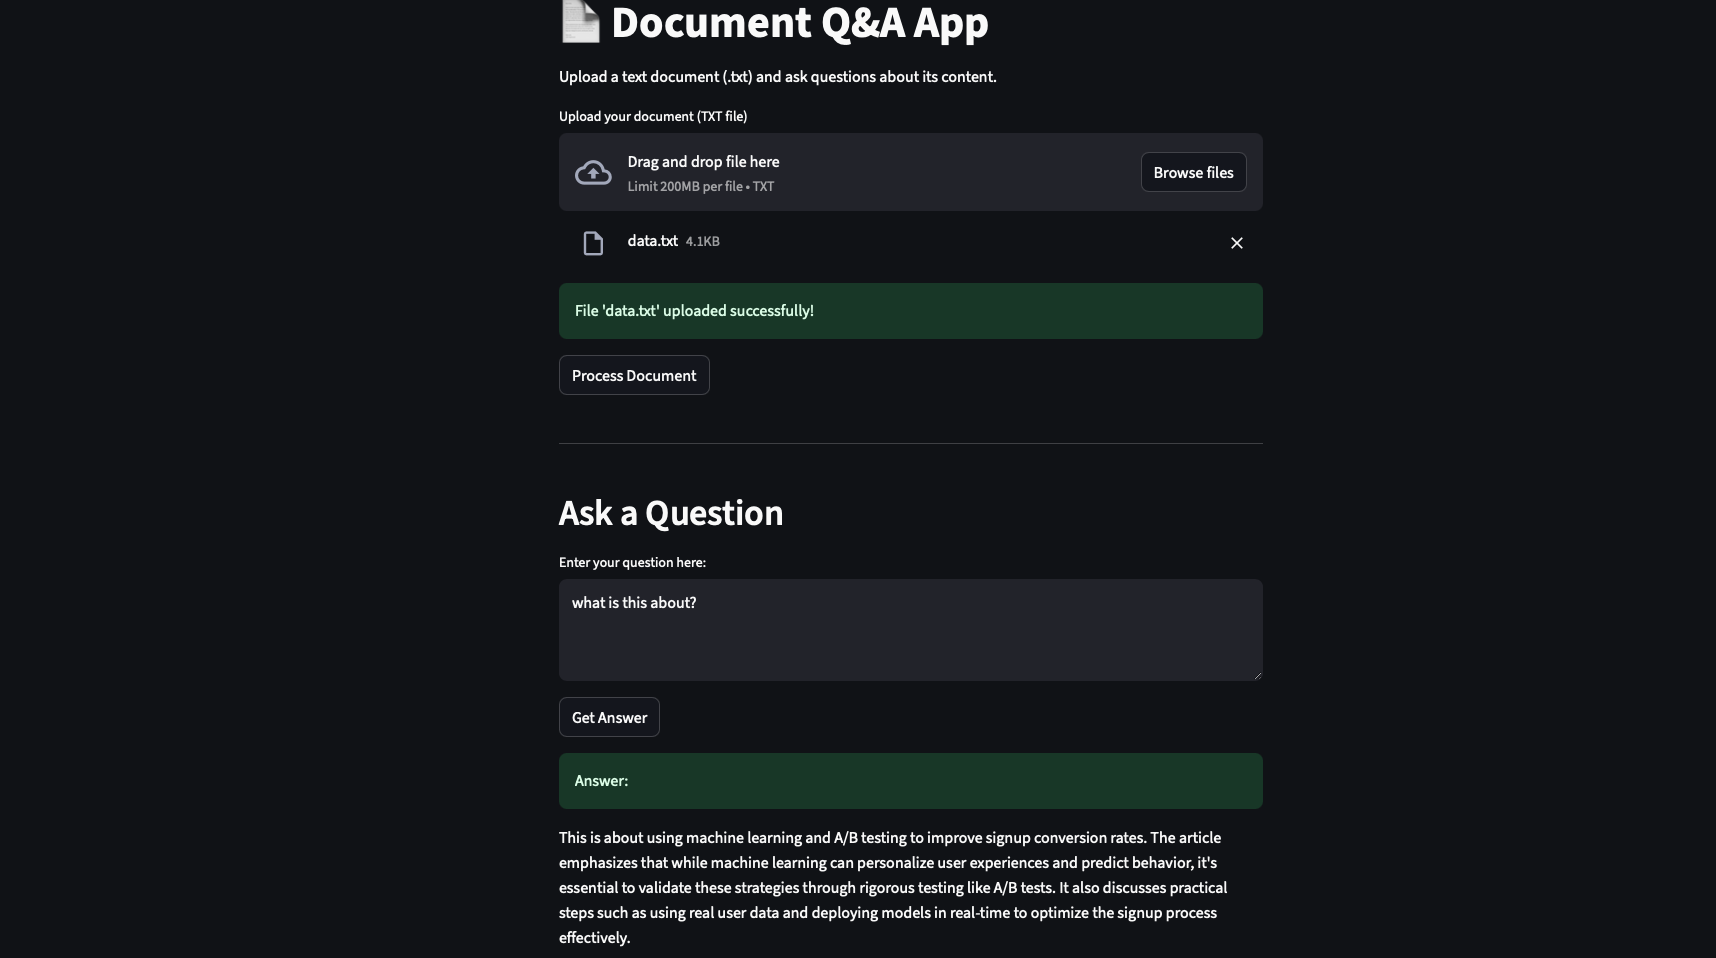 Document Q&A App
Upload a text document (.txt) and ask questions about its content.
Upload your document (TXT file)
Drag and drop file here
Limit 200MB per file • TXT
Browse files
data.txt 4.1KB
File 'data.txt' uploaded successfully!
Process Document
Ask a Question
Enter your question here:
what is this about?
Get Answer
Answer:
This is about using machine learning and A/B testing to improve signup conversion rates. The article
emphasizes that while machine learning can personalize user experiences and predict behavior, it's
essential to validate these strategies through rigorous testing like A/B tests. It also discusses practical
steps such as using real user data and deploying models in real-time to optimize the signup process
effectively.